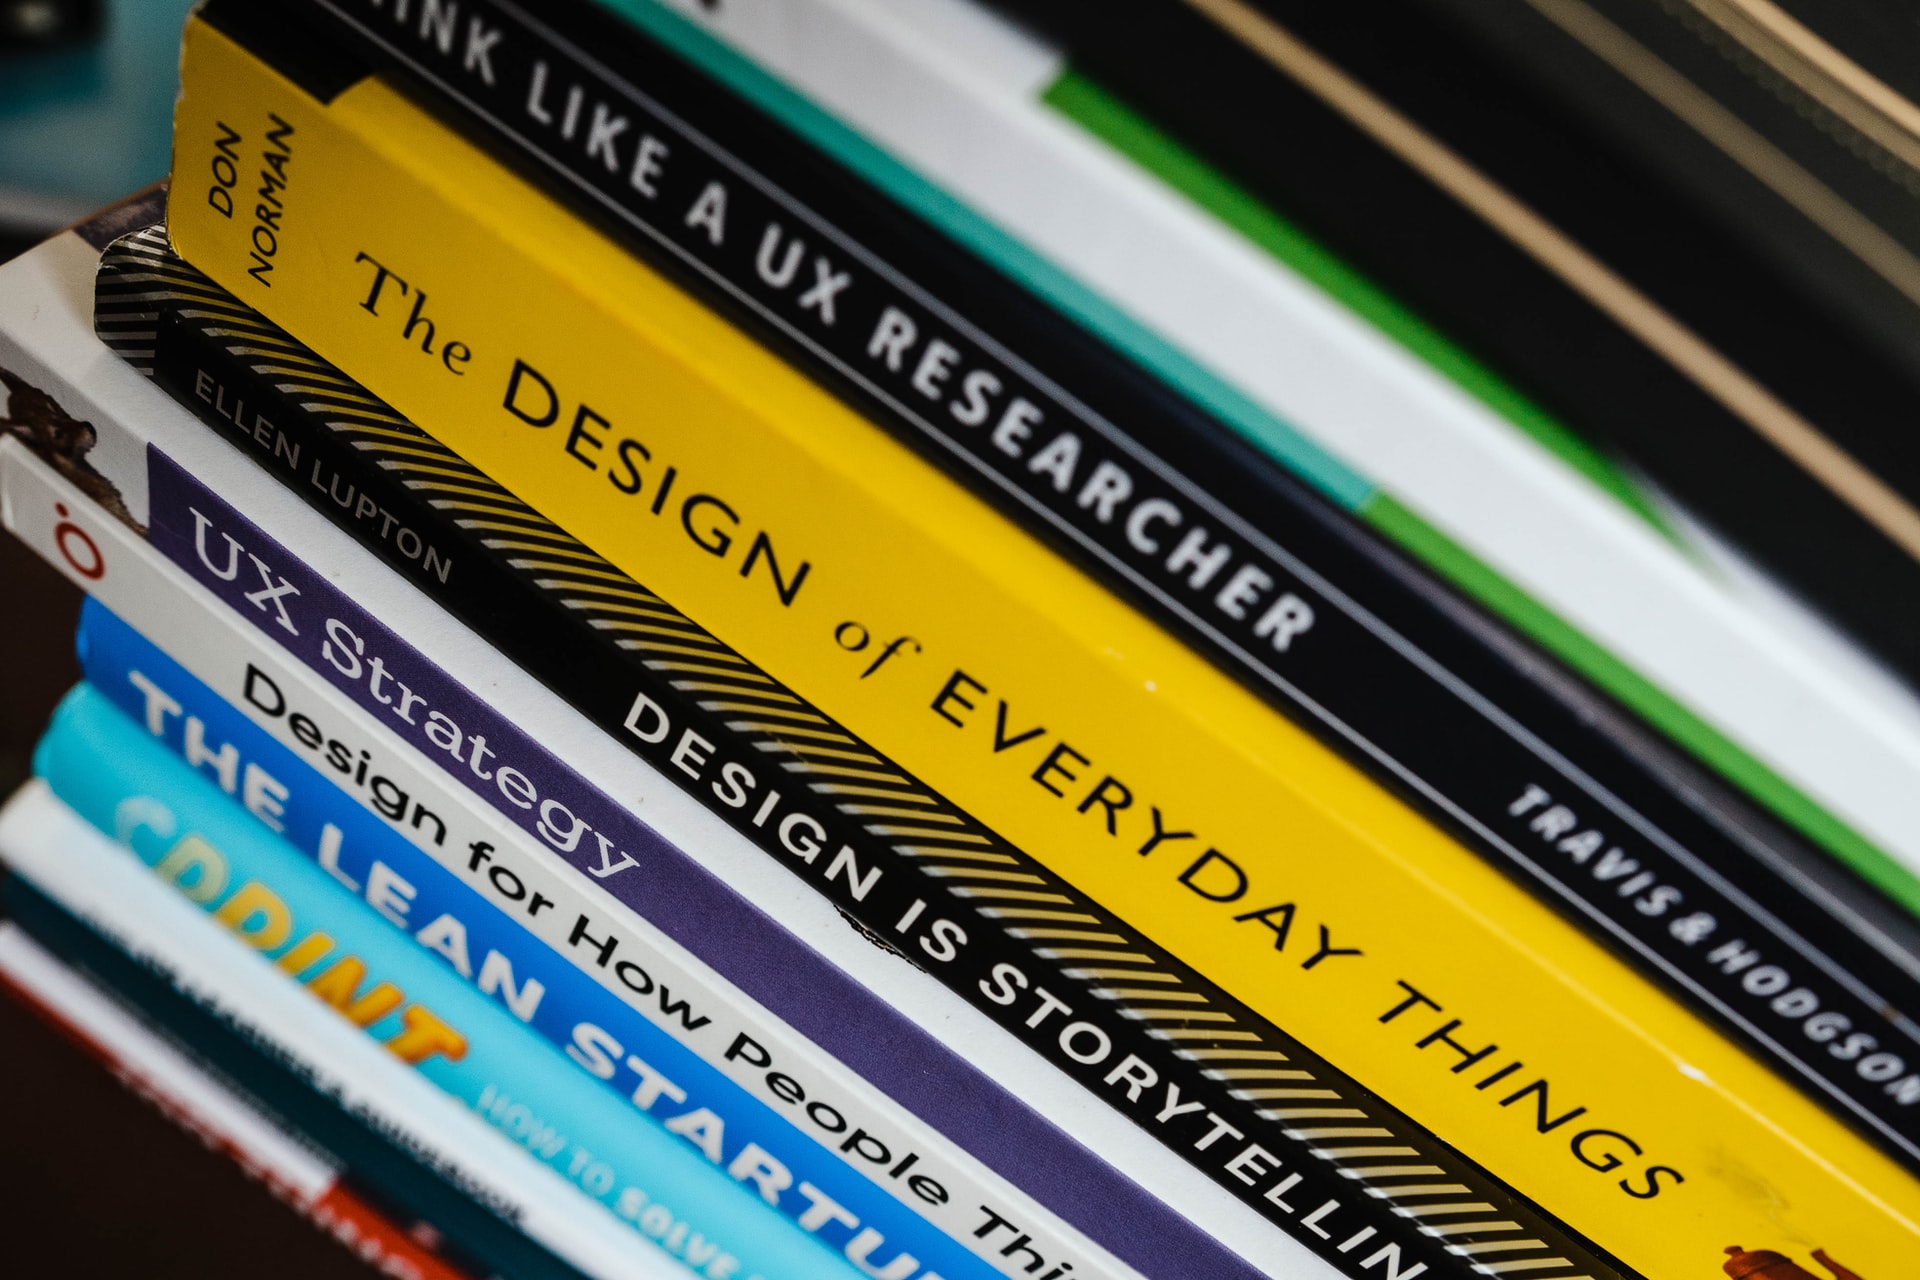 INK LIKE A UX RESEARCHER TRAVIS & HODGSON
DON
NORMAN
The DESIGN of EVERYDAY THINGS
ELLEN LUPTON DESIGN IS STORYTELLIN
UX Strategy
Design for How People Thi
THE LEAN STARTU
SPRINT HOW TO SOLVE